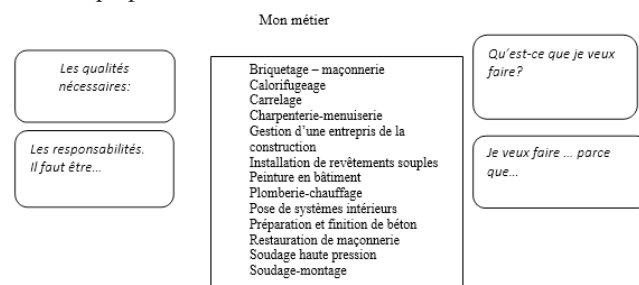 Mon métier
Les qualités
nécessaires:
Les responsabilités.
Il faut être...
Briquetage – maçonnerie
Calorifugeage
Carrelage
Charpenterie-menuiserie
Gestion d'une entrepris de la
construction
Installation de revêtements souples
Peinture en bâtiment
Plomberie-chauffage
Pose de systèmes intérieurs
Préparation et finition de béton
Restauration de maçonnerie
Soudage haute pression
Soudage-montage
Qu'est-ce que je veux
faire?
Je veux faire ... parce
que...